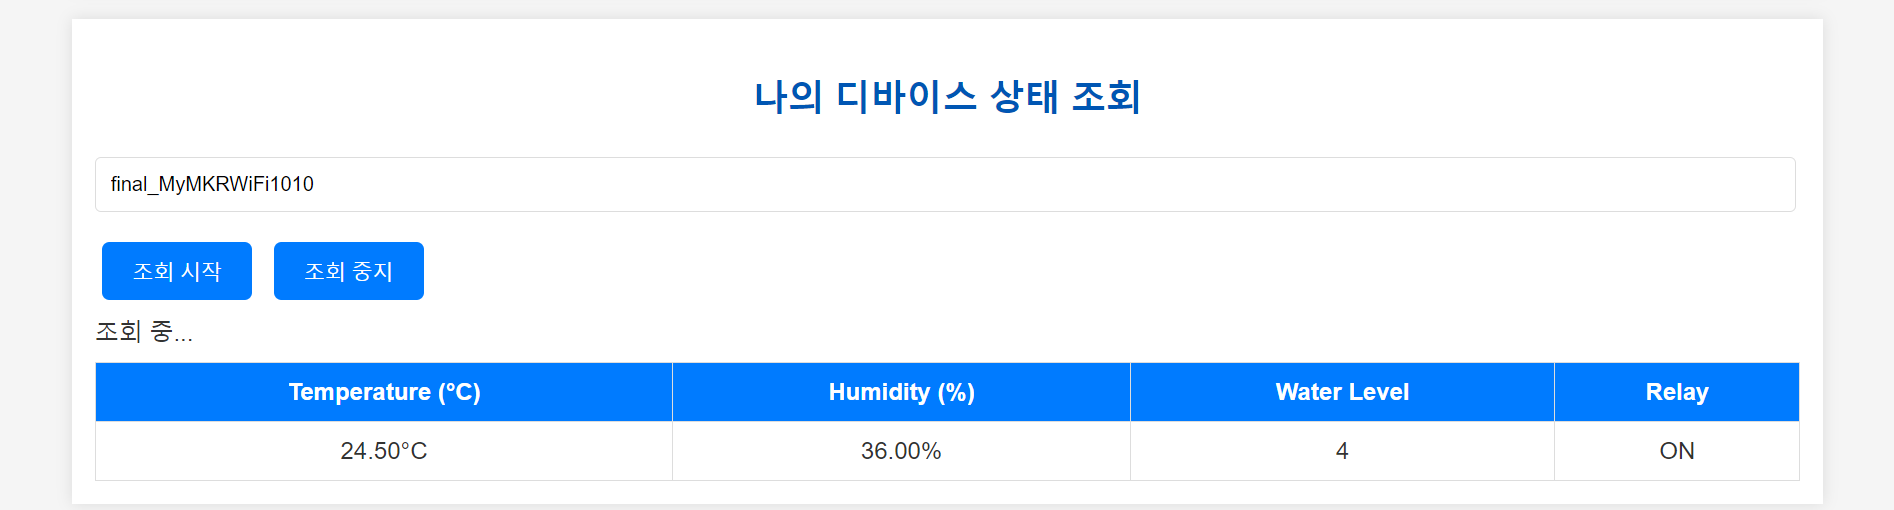 나의 디바이스 상태 조회
final_MyMKRWiFi1010
조회 시작 조회 중지
조회 중...
Temperature (°C) Humidity (%) Water Level Relay
24.50°C 36.00% 4 ON